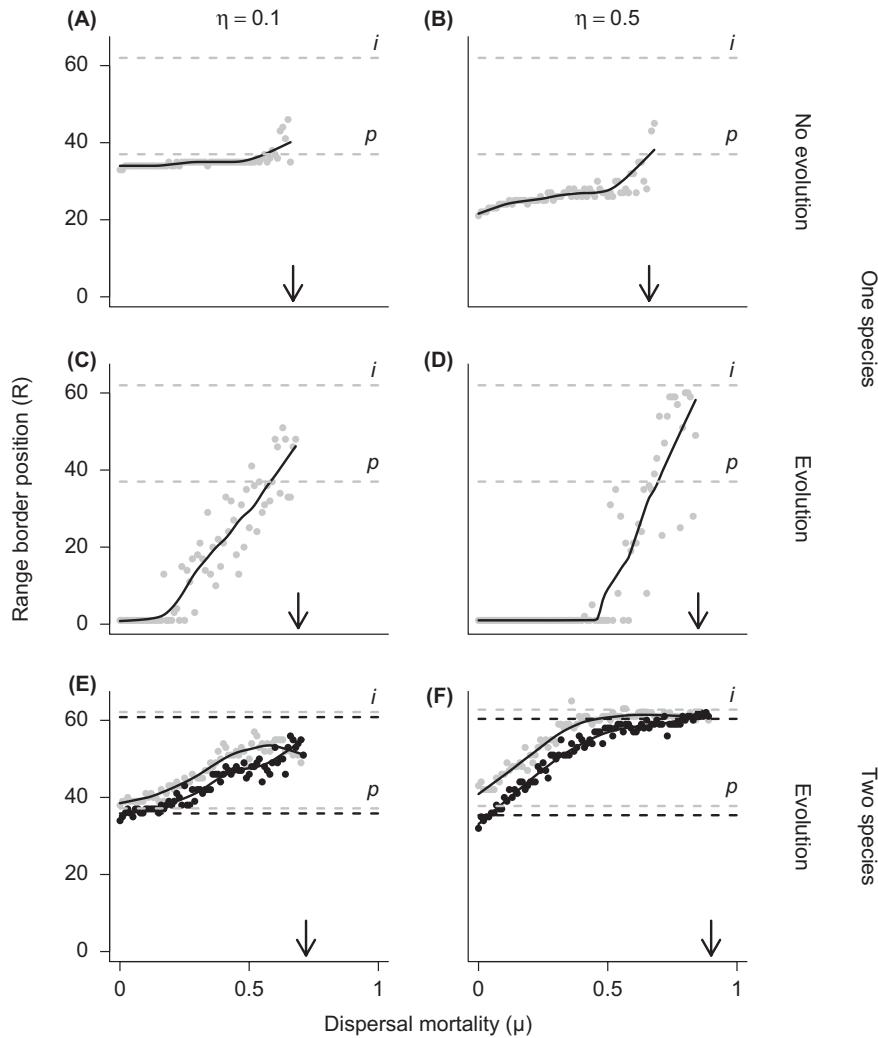 (A) η = 0.1
(B) η = 0.5
i
i
60
p
p
40
20
0
No evolution
(C)
(D)
i
i
60
p
p
40
20
0
Evolution
One species
Range border position (R)
(E)
(F)
i
i
60
p
p
40
20
0
Evolution
Two species
0 0.5 1
0 0.5 1
Dispersal mortality (μ)